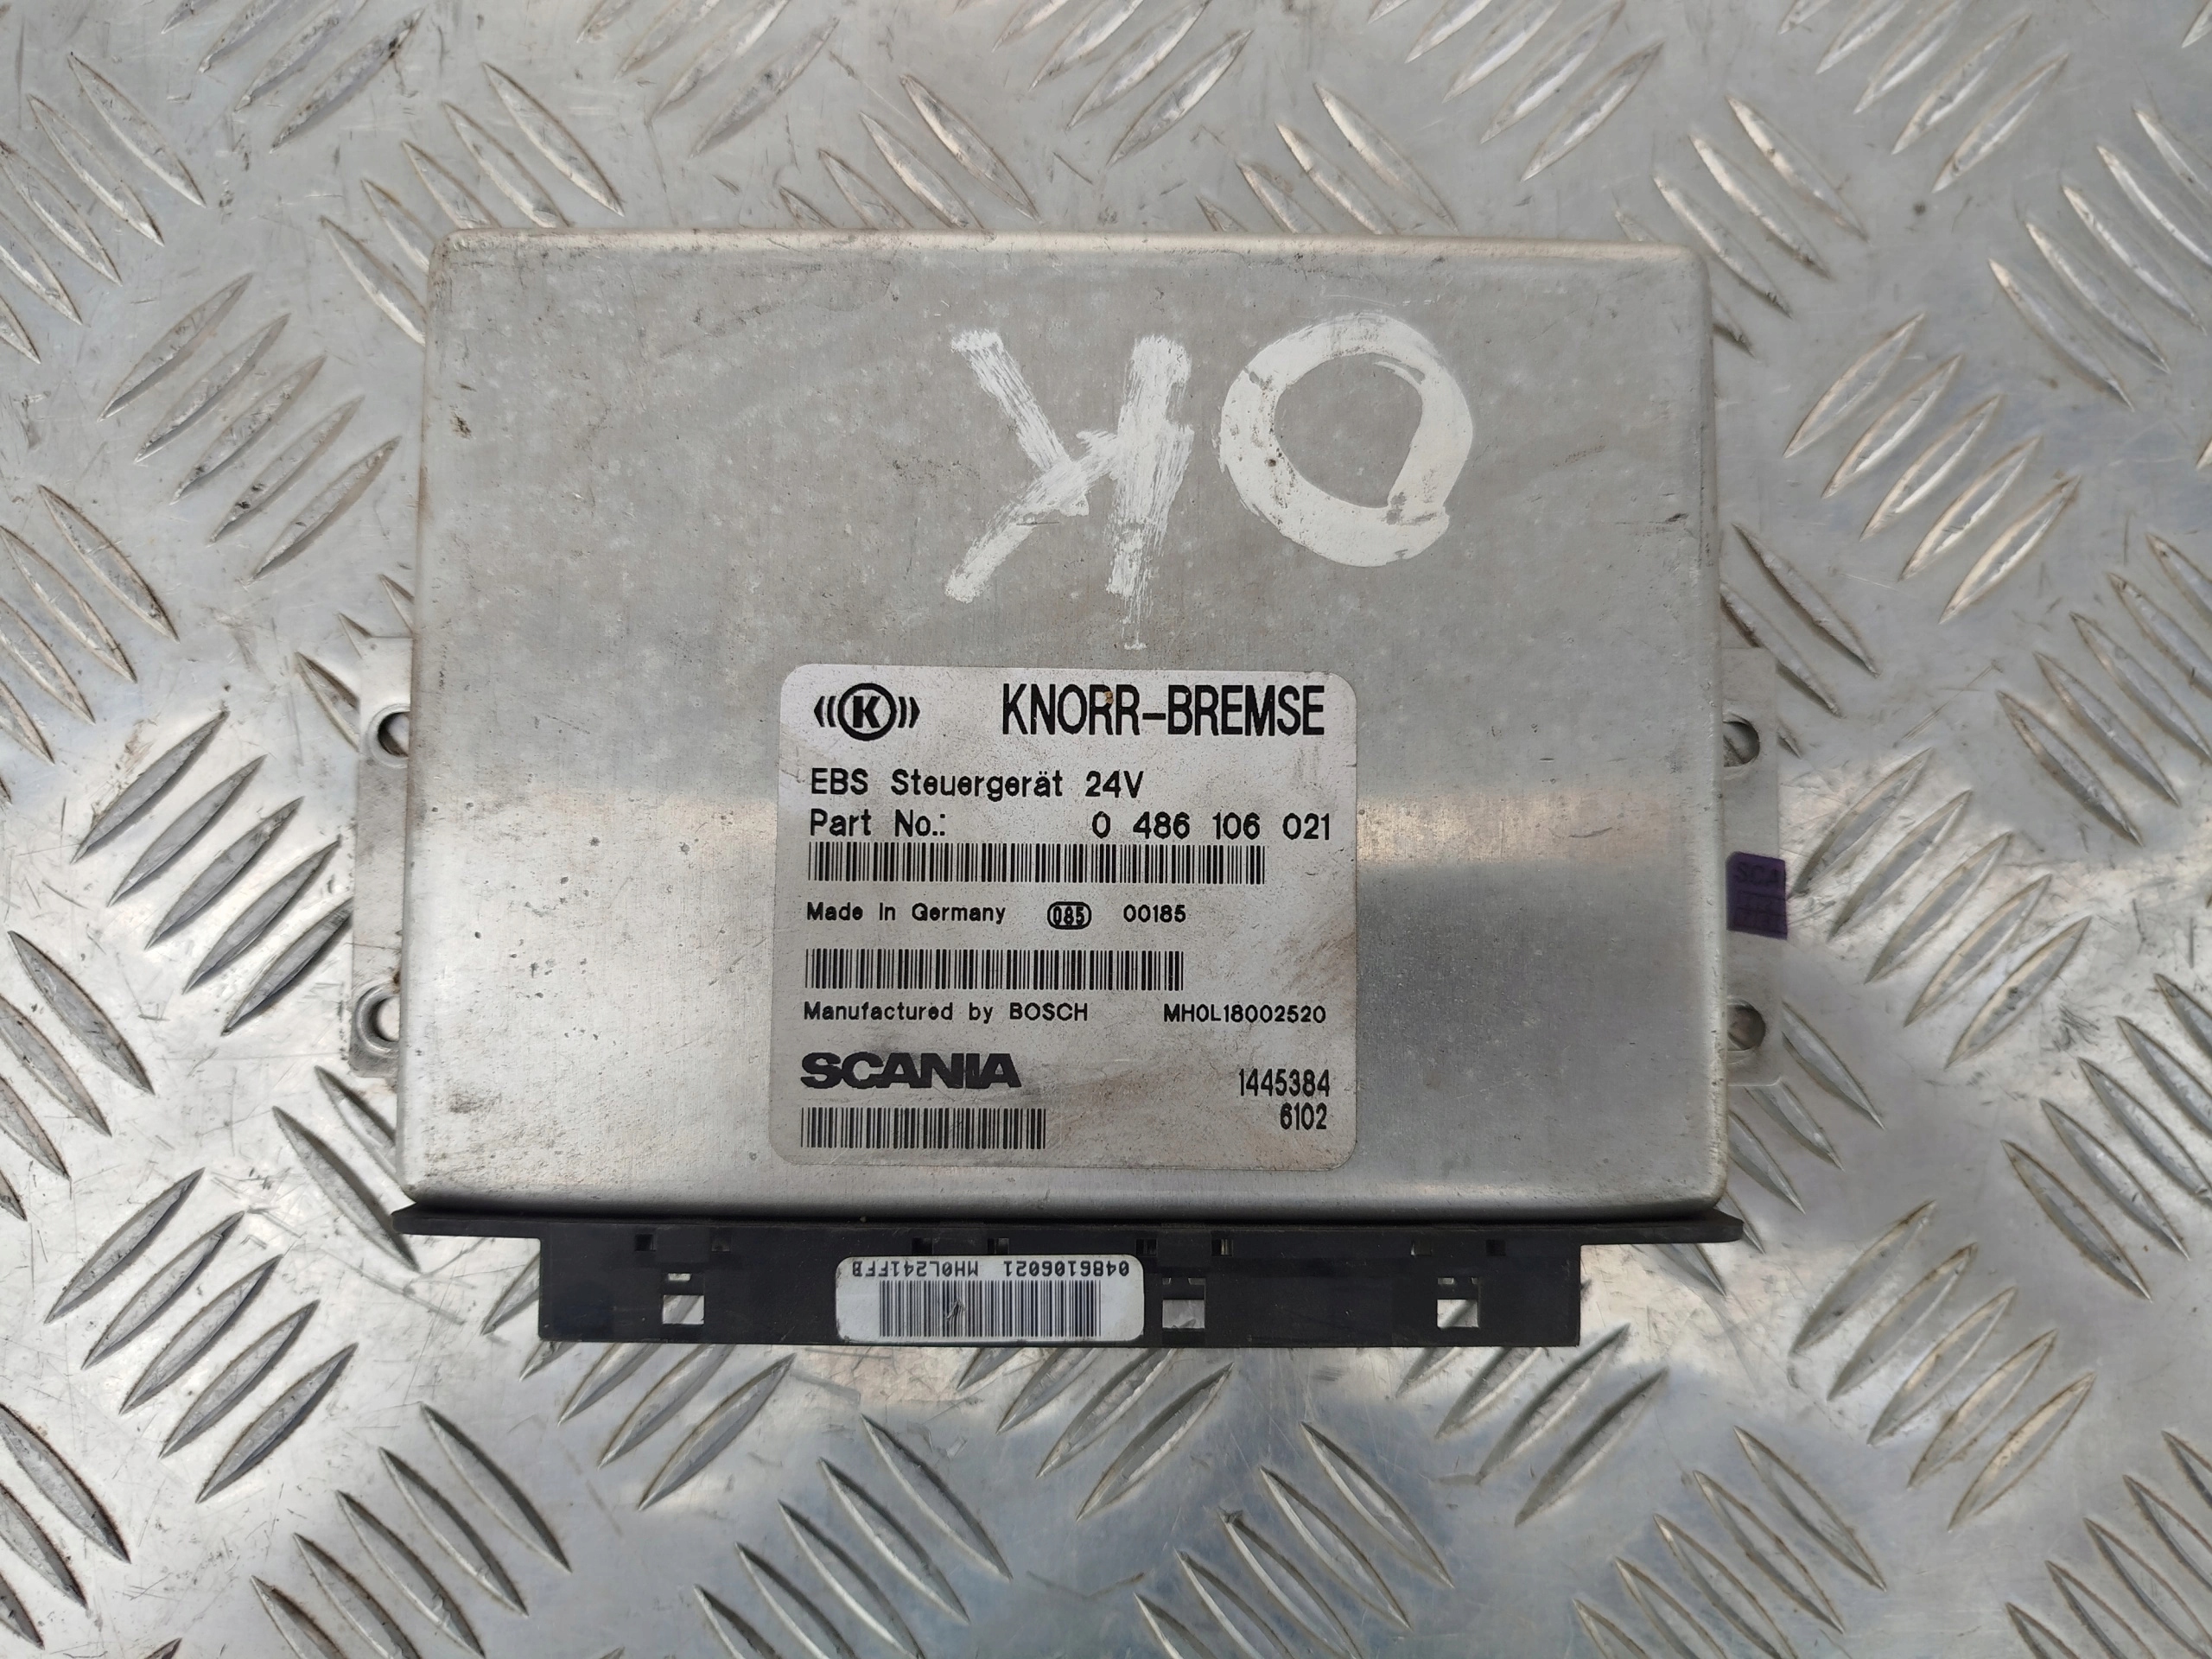 OK
K KNORR-BREMSE
EBS Steuergerät 24V
Part No.: 0 486 106 021
Made In Germany 085 00185
Manufactured by BOSCH MH0L18002520
SCANIA 1445384
6102
0486106021 MH0L241FFB
SCA